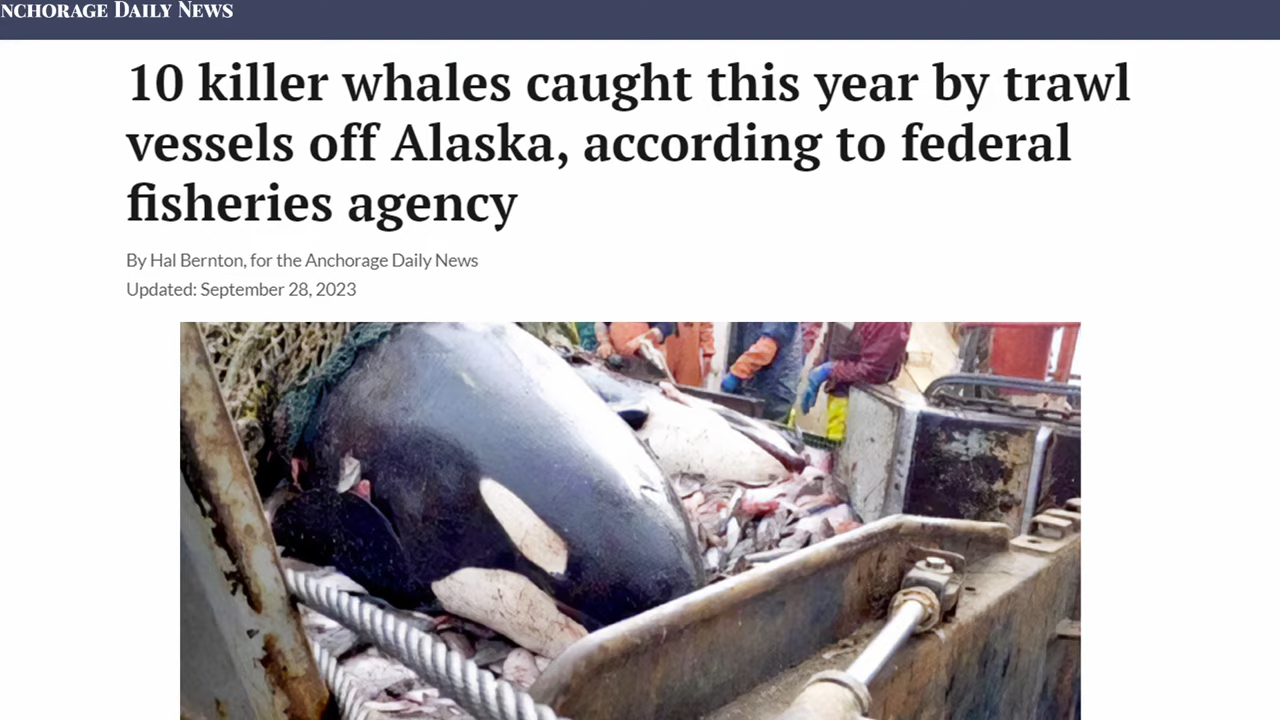 NCHORAGE DAILY NEWS
10 killer whales caught this year by trawl
vessels off Alaska, according to federal
fisheries agency
By Hal Bernton, for the Anchorage Daily News
Updated: September 28, 2023